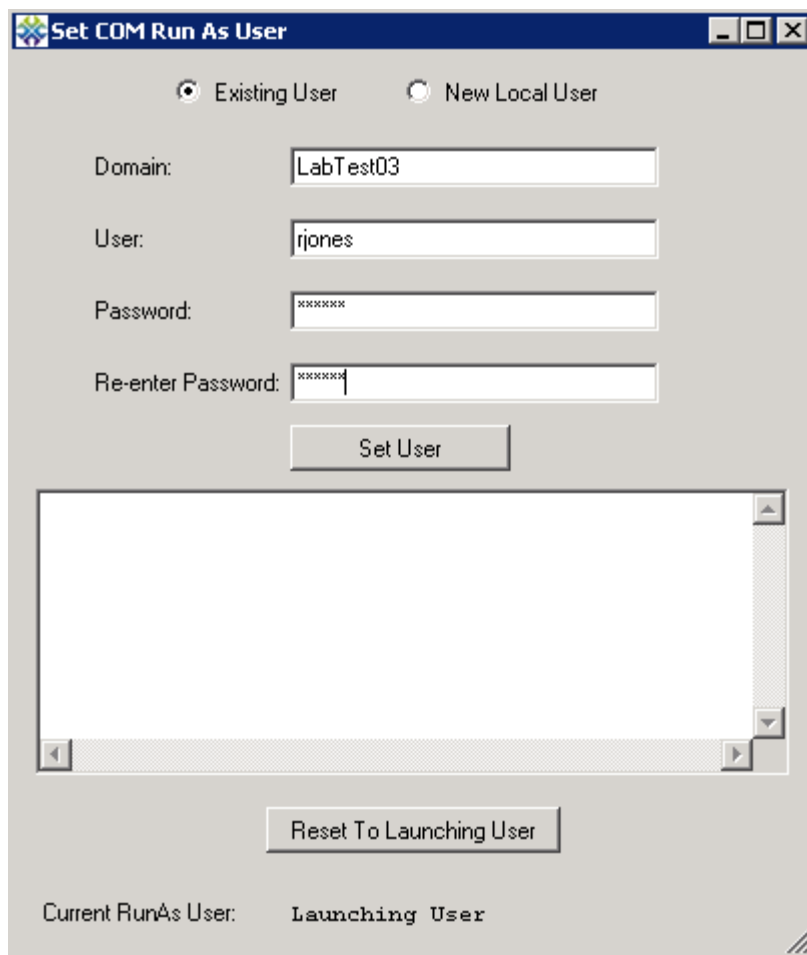 Set COM Run As User
Existing User New Local User
Domain: LabTest03
User: rjones
Password: ******
Re-enter Password: ******
Set User
Reset To Launching User
Current RunAs User: Launching User